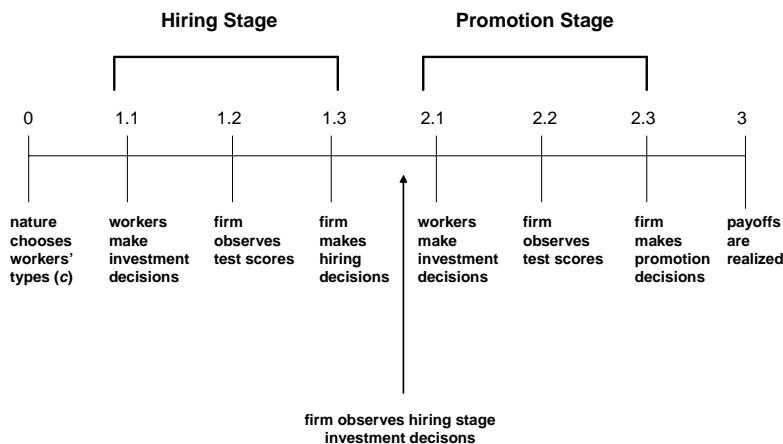 Hiring Stage
Promotion Stage
0
1.1
1.2
1.3
2.1
2.2
2.3
3
nature
chooses
workers'
types (c)
workers
make
investment
decisions
firm
observes
test scores
firm
makes
hiring
decisions
workers
make
investment
decisions
firm
observes
test scores
firm
makes
promotion
decisions
payoffs
are
realized
firm observes hiring stage
investment decisons